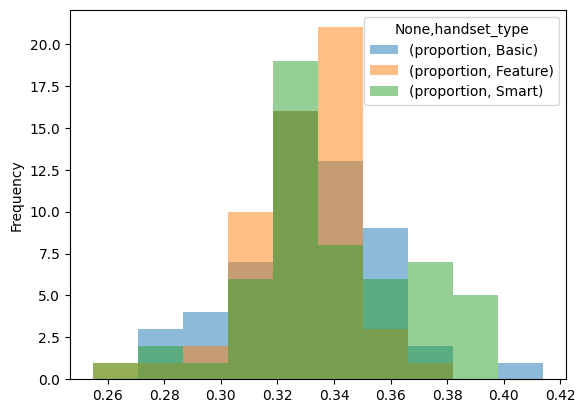 None,handset_type
(proportion, Basic)
(proportion, Feature)
(proportion, Smart)
Frequency
20.0
17.5
15.0
12.5
10.0
7.5
5.0
2.5
0.0
0.26 0.28 0.30 0.32 0.34 0.36 0.38 0.40 0.42